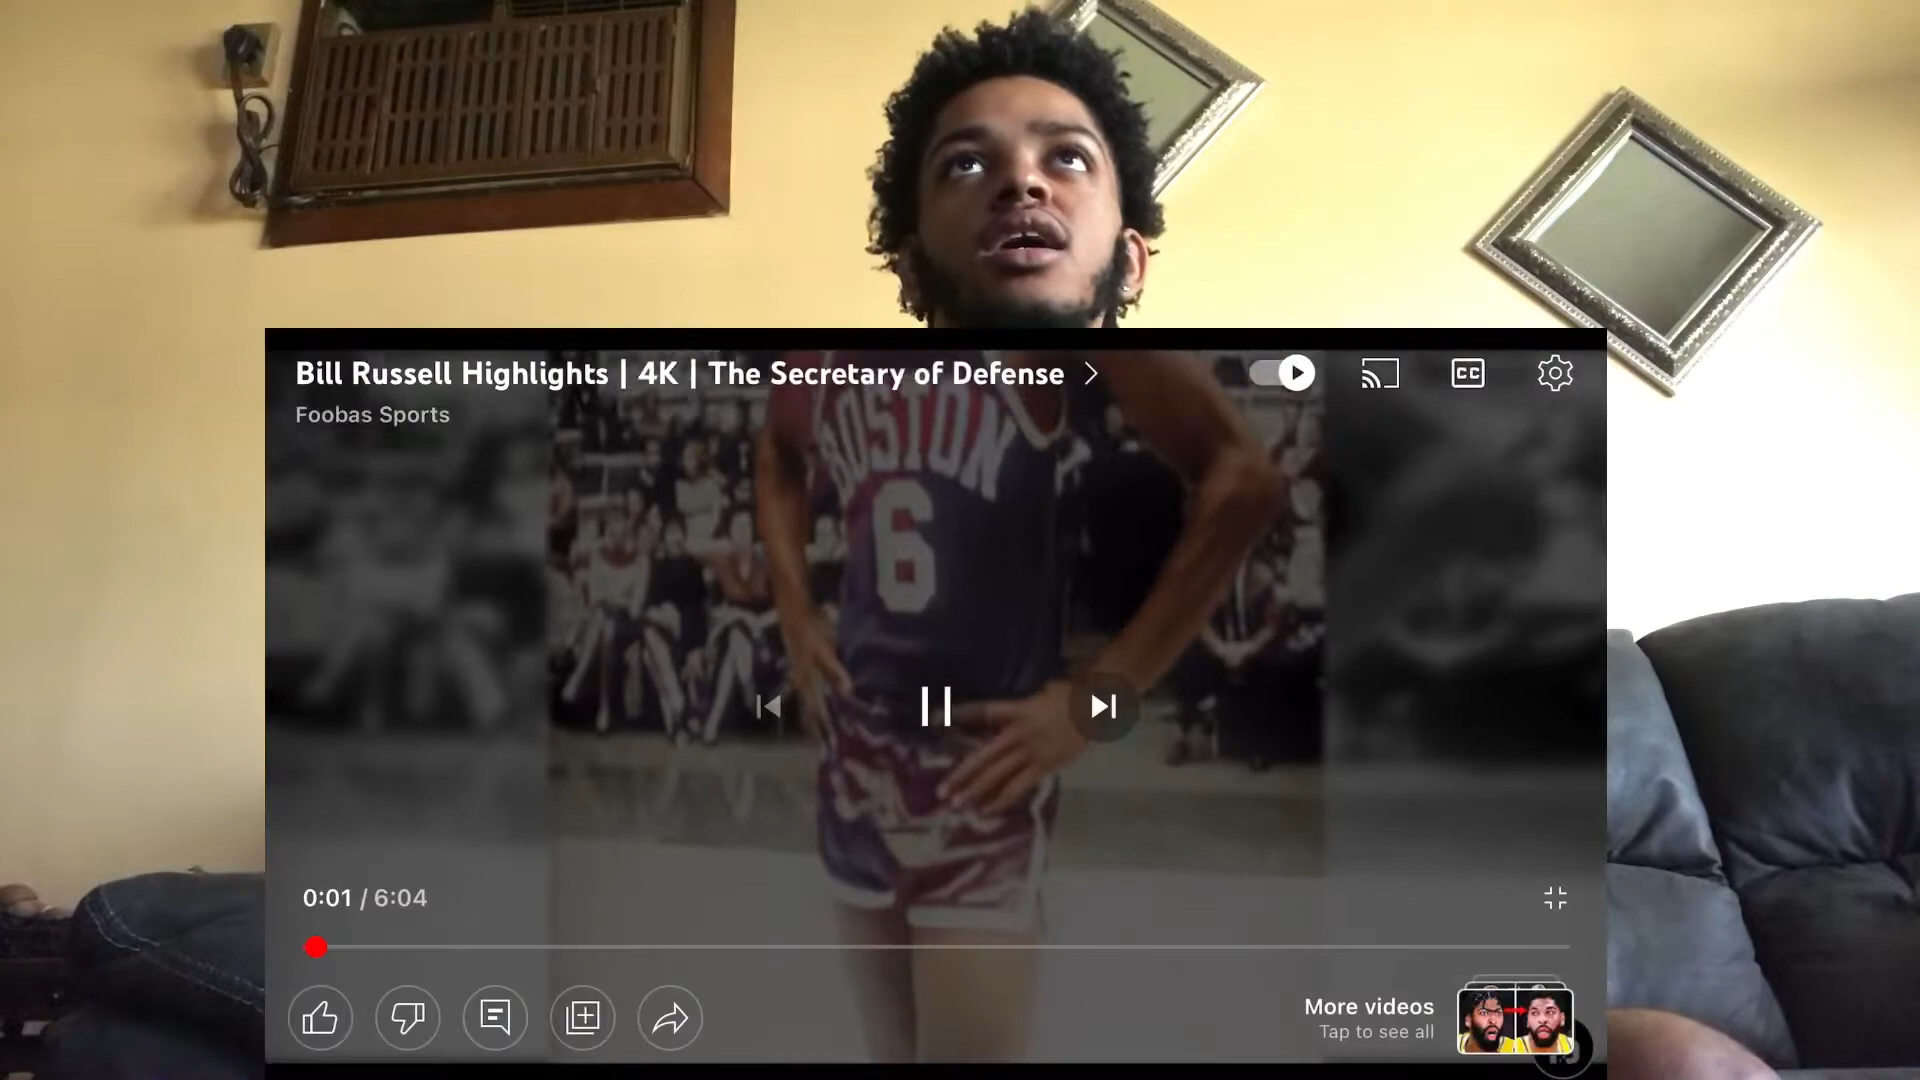 Bill Russell Highlights | 4K | The Secretary of Defense
CC
Foobas Sports
BOSTON
6
0:01 / 6:04
More videos
Tap to see all